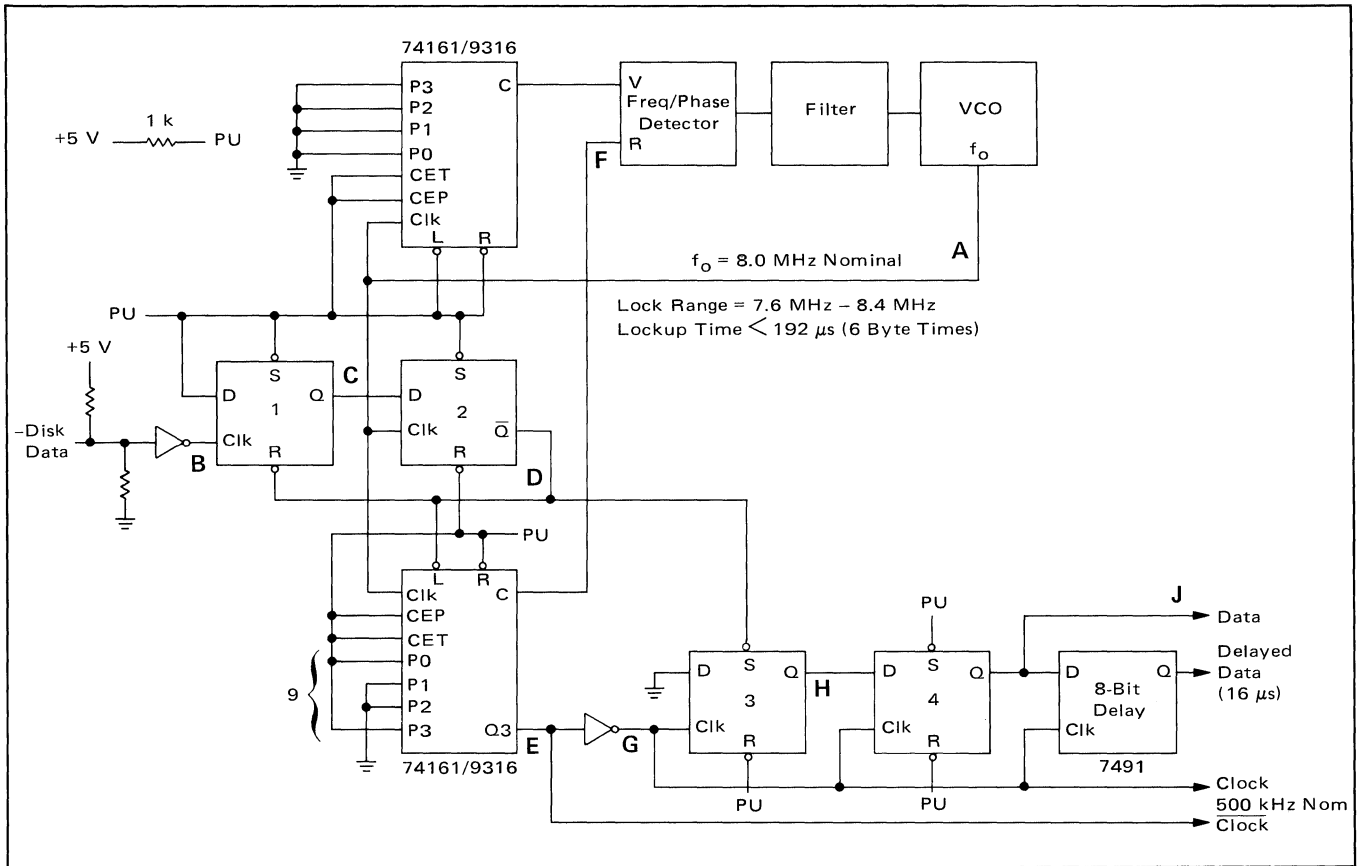 74161/9316
P3
P2
P1
P0
CET
CEP
Clk
C
L
R
V
Freq/Phase
Detector
R
F
Filter
VCO
fo
A
+5 V
1 k
PU
fo = 8.0 MHz Nominal
Lock Range = 7.6 MHz – 8.4 MHz
Lockup Time < 192 μs (6 Byte Times)
PU
+5 V
–Disk
Data
B
S
D
Q
1
Clk
R
C
S
D
2
Clk
Q̅
R
D
PU
L
R
Clk
C
CEP
CET
P0
P1
P2
P3
9
Q3
E
74161/9316
G
D
S
Q
3
Clk
R
PU
H
PU
D
S
Q
4
Clk
R
PU
J
D
Q
8-Bit
Delay
Clk
7491
Data
Delayed
Data
(16 μs)
Clock
500 kHz Nom
C̅l̅o̅c̅k̅